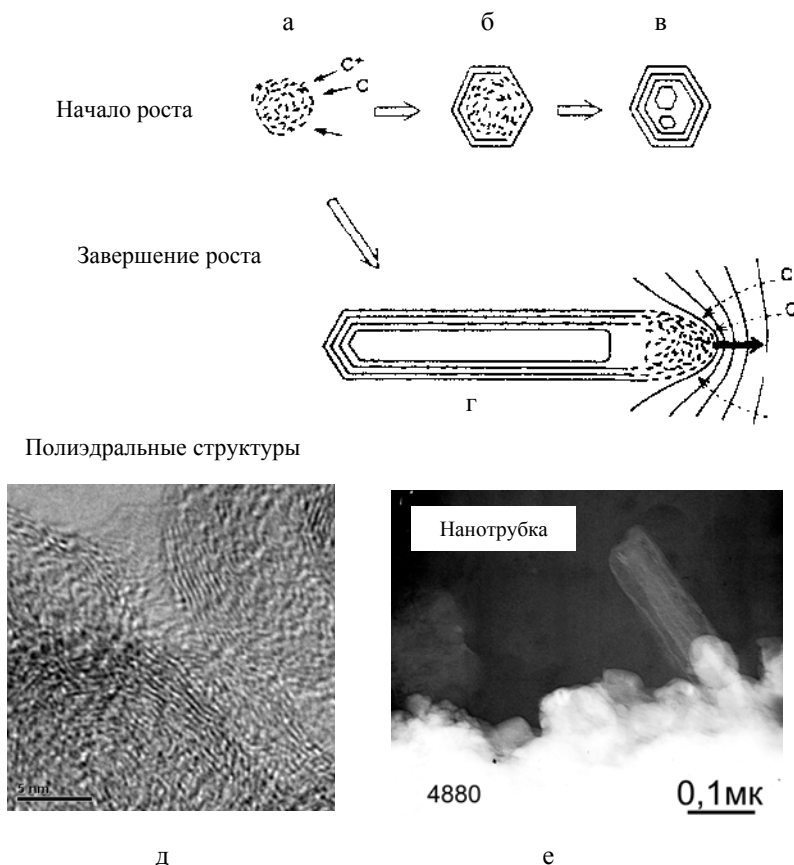 а б в
C+
C
Начало роста
Завершение роста
C
C
г
Полиэдральные структуры
Нанотрубка
5 nm
4880 0,1мк
д е